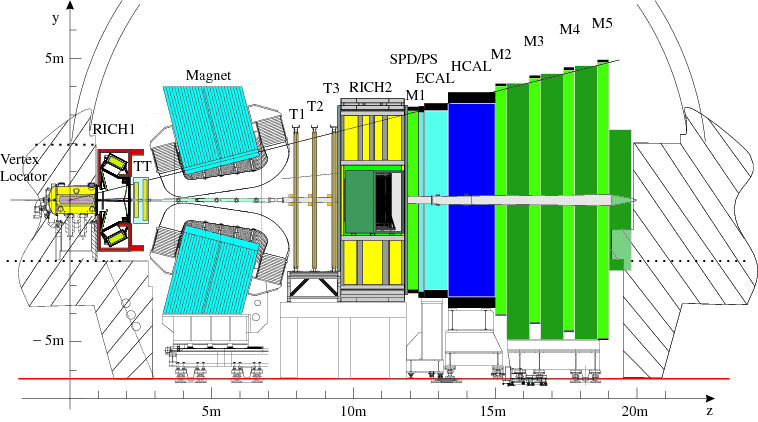 y
5m
Magnet
SPD/PS
ECAL
HCAL
M1
M2
M3
M4
M5
T1
T2
T3
RICH2
RICH1
TT
Vertex
Locator
− 5m
5m
10m
15m
20m
z